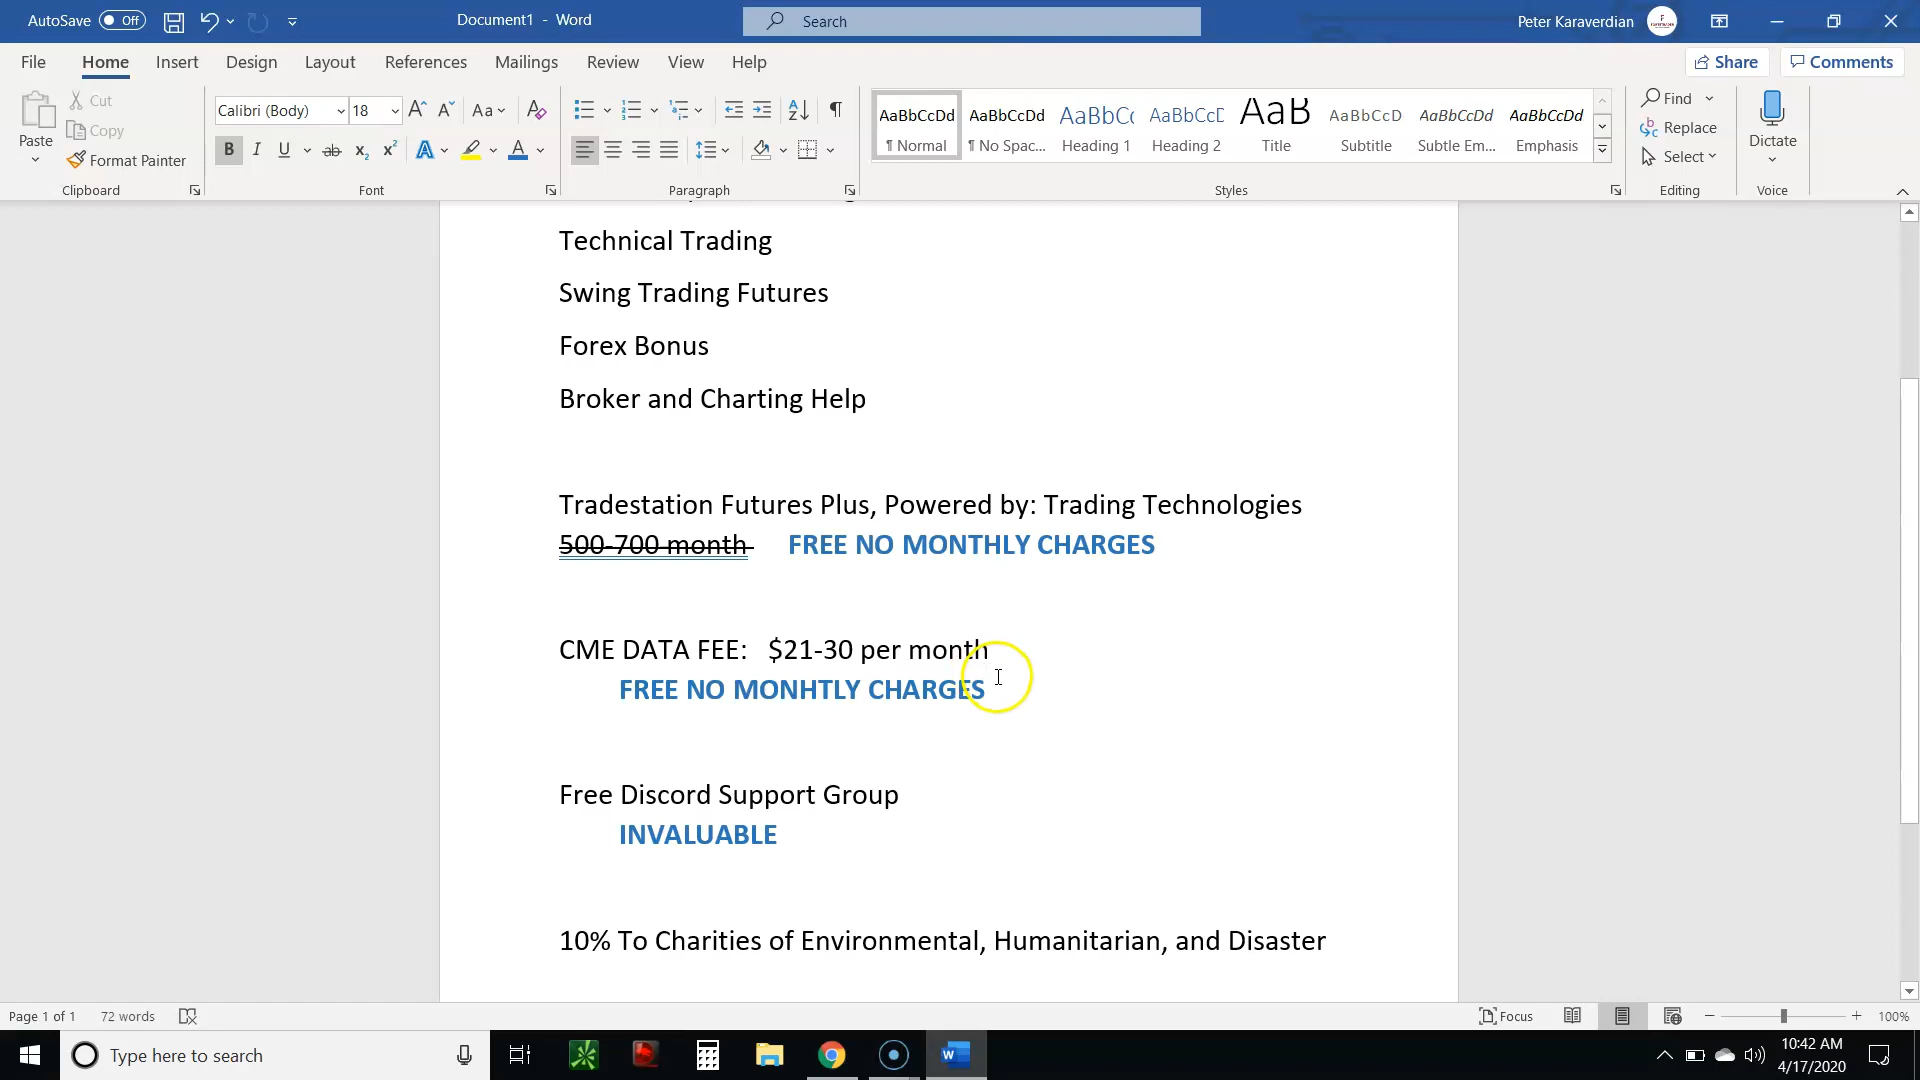 AutoSave Off Document1 - Word Search Peter Karaverdian
File Home Insert Design Layout References Mailings Review View Help Share Comments
Paste
Cut
Copy
Format Painter
Clipboard
Calibri (Body) 18
Font
Paragraph
AaBbCcDd AaBbCcDd AaBbCc AaBbCcD AaB AaBbCcD AaBbCcDd AaBbCcDd
¶ Normal ¶ No Spac... Heading 1 Heading 2 Title Subtitle Subtle Em... Emphasis
Styles
Find
Replace
Select
Editing
Dictate
Voice
Technical Trading
Swing Trading Futures
Forex Bonus
Broker and Charting Help
Tradestation Futures Plus, Powered by: Trading Technologies
500-700 month FREE NO MONTHLY CHARGES
CME DATA FEE: $21-30 per month
FREE NO MONHTLY CHARGES
Free Discord Support Group
INVALUABLE
10% To Charities of Environmental, Humanitarian, and Disaster
Page 1 of 1 72 words Focus 100%
Type here to search
10:42 AM
4/17/2020